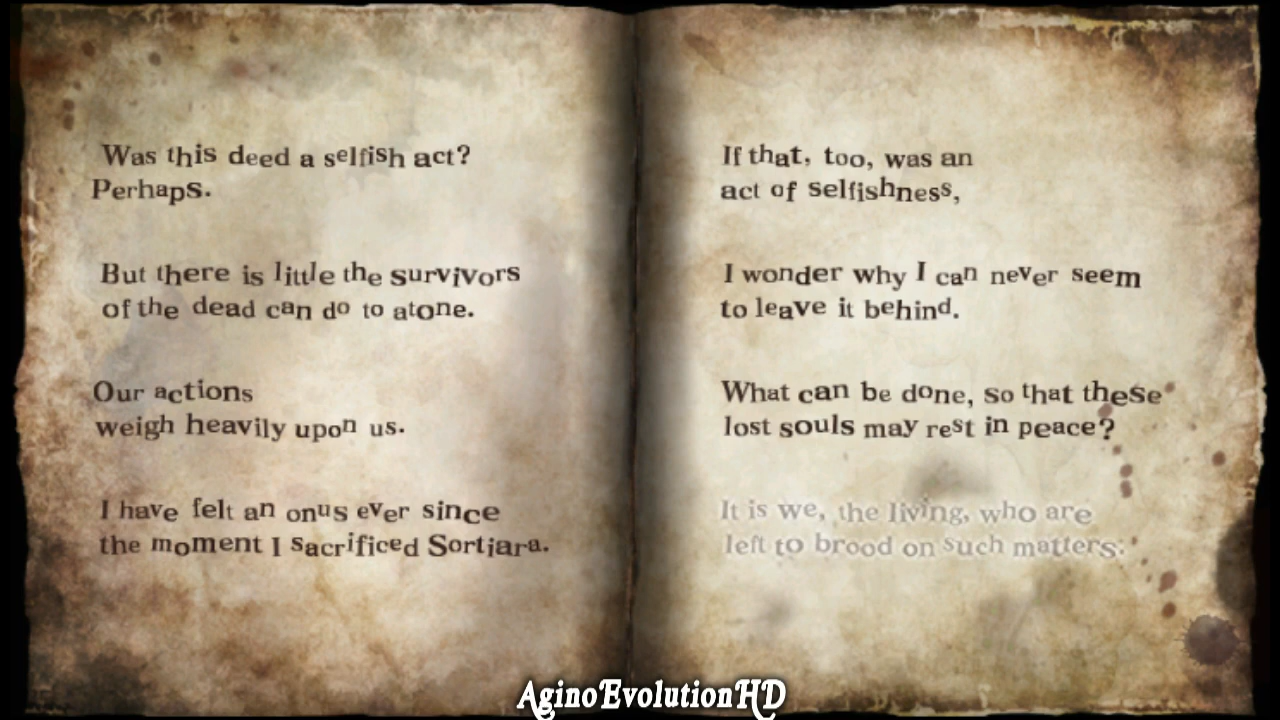 Was this deed a selfish act?
Perhaps.
But there is little the survivors
of the dead can do to atone.
Our actions
weigh heavily upon us.
I have felt an onus ever since
the moment I sacrificed Sortiara.
If that, too, was an
act of selfishness,
I wonder why I can never seem
to leave it behind.
What can be done, so that these
lost souls may rest in peace?
It is we, the living, who are
left to brood on such matters.
AginoEvolutionHD